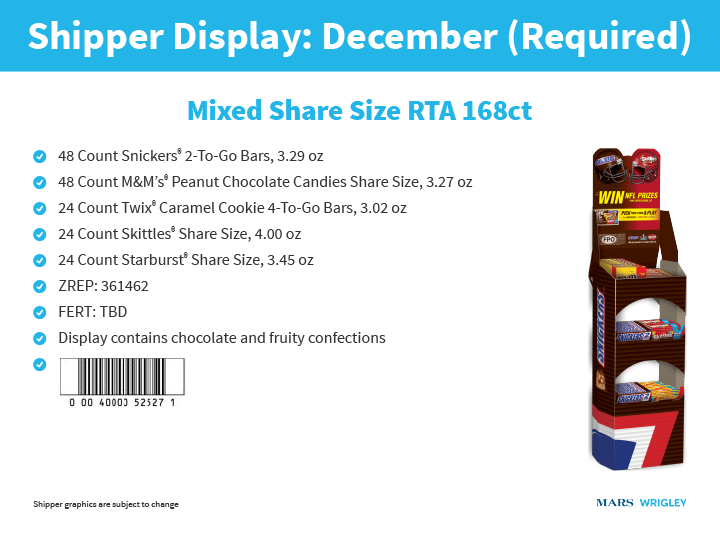 Shipper Display: December (Required)
Mixed Share Size RTA 168ct
48 Count Snickers® 2-To-Go Bars, 3.29 oz
48 Count M&M's® Peanut Chocolate Candies Share Size, 3.27 oz
24 Count Twix® Caramel Cookie 4-To-Go Bars, 3.02 oz
24 Count Skittles® Share Size, 4.00 oz
24 Count Starburst® Share Size, 3.45 oz
ZREP: 361462
FERT: TBD
Display contains chocolate and fruity confections
0 00 40000 52527 1
WIN NFL PRIZES
FPO
SNICKERS
SNICKERS
SNICKERS
Shipper graphics are subject to change
MARS WRIGLEY